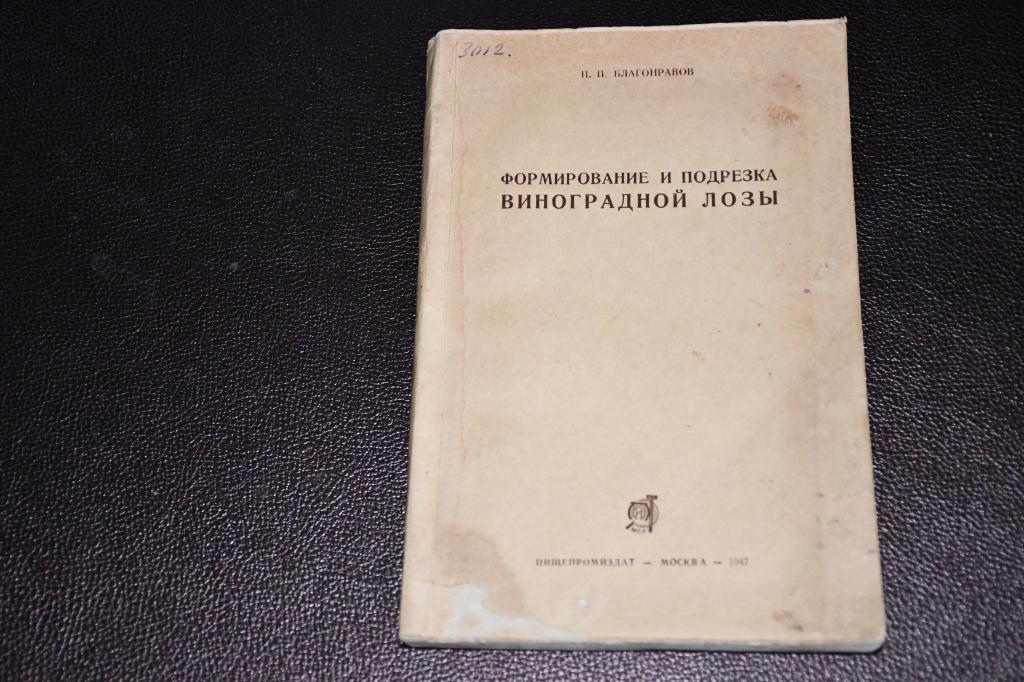 3012.
П. П. БЛАГОНРАВОВ
ФОРМИРОВАНИЕ И ПОДРЕЗКА
ВИНОГРАДНОЙ ЛОЗЫ
ПИЩЕПРОМИЗДАТ — МОСКВА — 1947